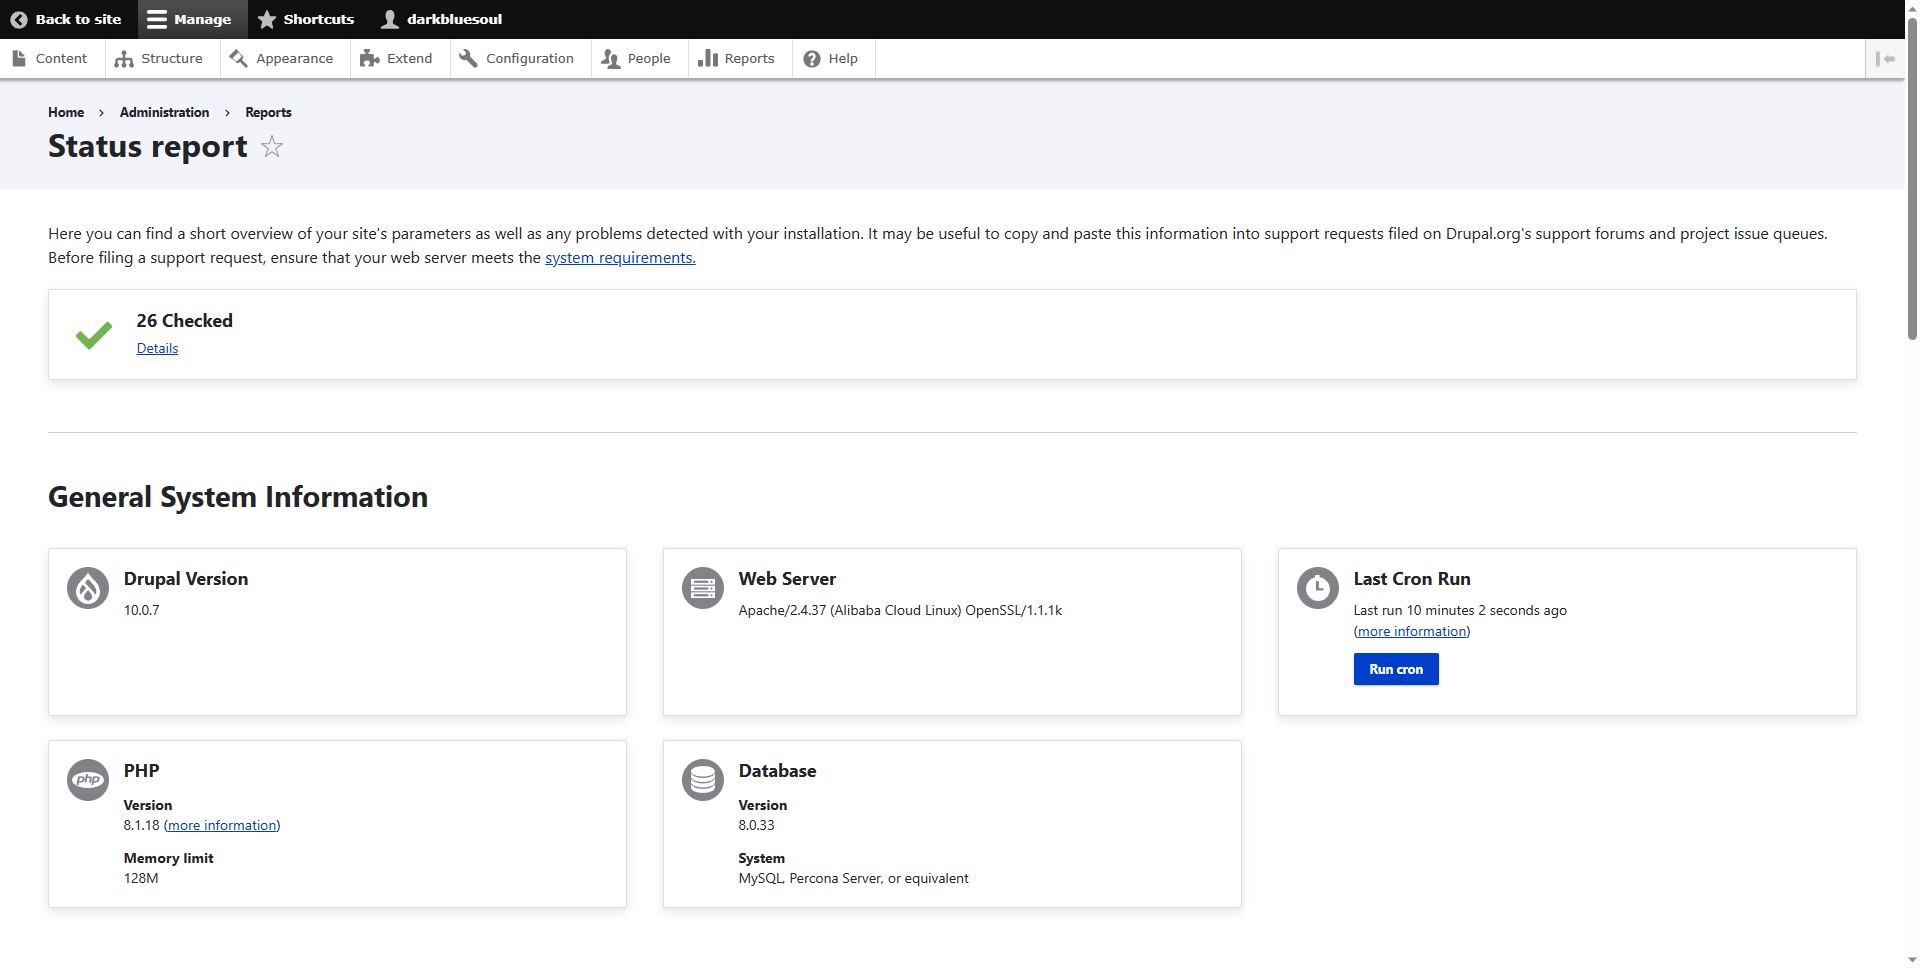 Back to site
Manage
Shortcuts
darkbluesoul
Content
Structure
Appearance
Extend
Configuration
People
Reports
Help
Home › Administration › Reports
Status report
Here you can find a short overview of your site's parameters as well as any problems detected with your installation. It may be useful to copy and paste this information into support requests filed on Drupal.org's support forums and project issue queues.
Before filing a support request, ensure that your web server meets the system requirements.
26 Checked
Details
General System Information
Drupal Version
10.0.7
Web Server
Apache/2.4.37 (Alibaba Cloud Linux) OpenSSL/1.1.1k
Last Cron Run
Last run 10 minutes 2 seconds ago
(more information)
Run cron
php
PHP
Version
8.1.18 (more information)
Memory limit
128M
Database
Version
8.0.33
System
MySQL, Percona Server, or equivalent